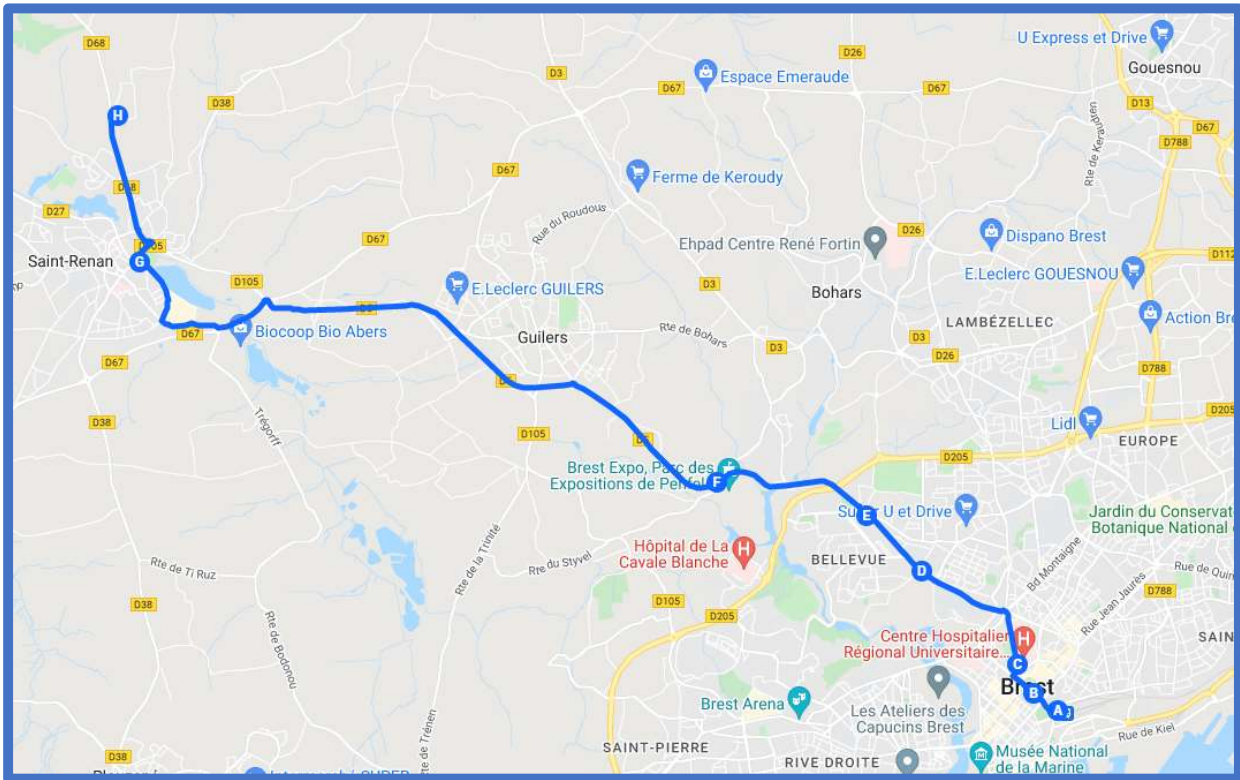 D68
D3
D26
U Express et Drive
Gouesnou
Espace Emeraude
D67
D67
D38
D13
D67
H
D788
Rte de Keranaten
D67
Ferme de Keroudy
D27
Rue du Roudous
D67
Ehpad Centre René Fortin
D26
Dispano Brest
Saint-Renan
G
D105
E.Leclerc GUILERS
D3
Bohars
E.Leclerc GOUESNOU
D112
LAMBÉZELLEC
Action Bre
Biocoop Bio Abers
D67
Guilers
Rte de Bohars
D3
D3
D26
D67
D788
D38
Trégorff
D105
Lidl
D205
EUROPE
Brest Expo, Parc des
Expositions de Penfeld
F
D205
E
Super U et Drive
Jardin du Conservat
Botanique National
Hôpital de La
Cavale Blanche
BELLEVUE
D
Rte de Ti Ruz
Rte de la Trinité
Rte du Styvel
Bd Montaigne
Rue de Quin
D38
D105
D205
Rue Jean Jaurès
D788
Rte de Bodonou
Centre Hospitalier
Régional Universitaire...
SAIN
C
Brest
B
A
Brest Arena
Les Ateliers des
Capucins Brest
Rue de Kiel
SAINT-PIERRE
RIVE DROITE
Musée National
de la Marine
D38